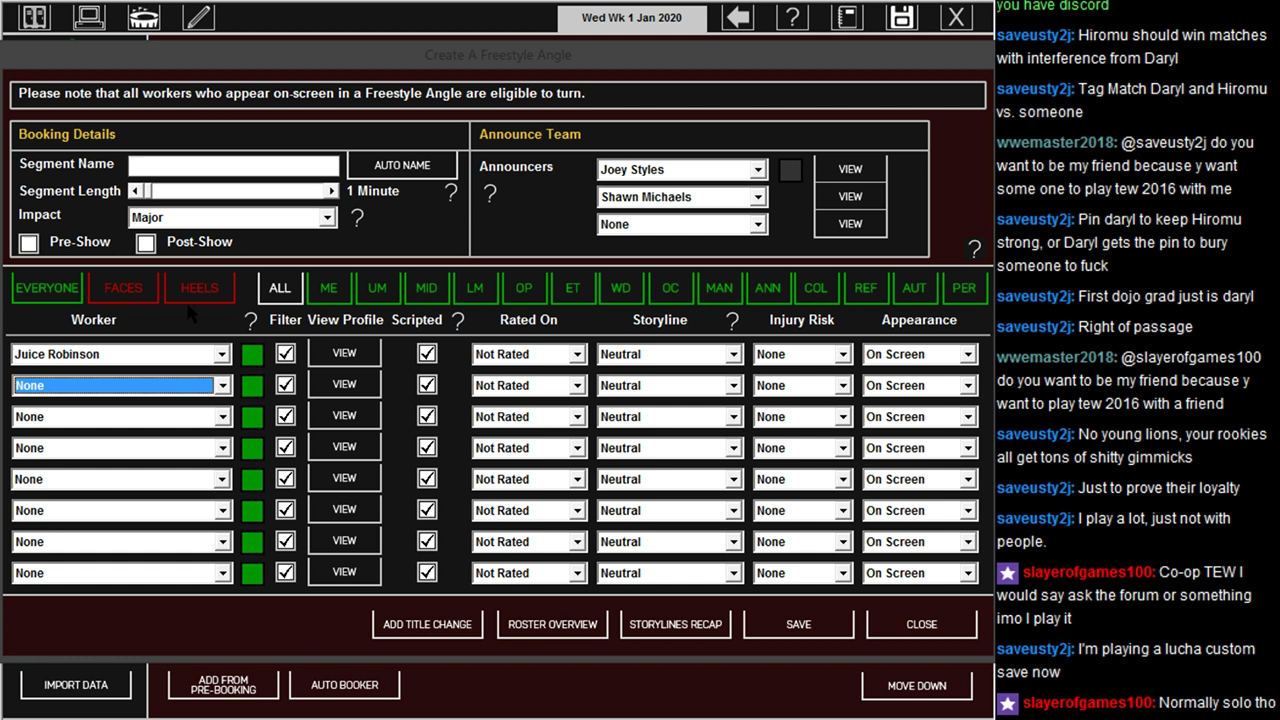 Wed Wk 1 Jan 2020
?
X
Create A Freestyle Angle
Please note that all workers who appear on-screen in a Freestyle Angle are eligible to turn.
Booking Details
Segment Name
AUTO NAME
Segment Length
1 Minute
?
Impact
Major
?
Pre-Show
Post-Show
Announce Team
Announcers
?
Joey Styles
VIEW
Shawn Michaels
VIEW
None
VIEW
?
EVERYONE FACES HEELS ALL ME UM MID LM OP ET WD OC MAN ANN COL REF AUT PER
Worker ? Filter View Profile Scripted ? Rated On Storyline ? Injury Risk Appearance
Juice Robinson VIEW Not Rated Neutral None On Screen
None VIEW Not Rated Neutral None On Screen
None VIEW Not Rated Neutral None On Screen
None VIEW Not Rated Neutral None On Screen
None VIEW Not Rated Neutral None On Screen
None VIEW Not Rated Neutral None On Screen
None VIEW Not Rated Neutral None On Screen
None VIEW Not Rated Neutral None On Screen
ADD TITLE CHANGE
ROSTER OVERVIEW
STORYLINES RECAP
SAVE
CLOSE
IMPORT DATA
ADD FROM
PRE-BOOKING
AUTO BOOKER
MOVE DOWN
you have discord
saveusty2j: Hiromu should win matches
with interference from Daryl
saveusty2j: Tag Match Daryl and Hiromu
vs. someone
wwemaster2018: @saveusty2j do you
want to be my friend because y want
some one to play tew 2016 with me
saveusty2j: Pin daryl to keep Hiromu
strong, or Daryl gets the pin to bury
someone to fuck
saveusty2j: First dojo grad just is daryl
saveusty2j: Right of passage
wwemaster2018: @slayerofgames100
do you want to be my friend because y
want to play tew 2016 with a friend
saveusty2j: No young lions, your rookies
all get tons of shitty gimmicks
saveusty2j: Just to prove their loyalty
saveusty2j: I play a lot, just not with
people.
slayerofgames100: Co-op TEW I
would say ask the forum or something
imo I play it
saveusty2j: I'm playing a lucha custom
save now
slayerofgames100: Normally solo tho